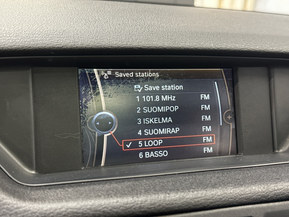 Saved stations
Save station
1 101.8 MHz FM
2 SUOMIPOP FM
3 ISKELMA FM
4 SUOMIRAP FM
5 LOOP FM
6 BASSO FM